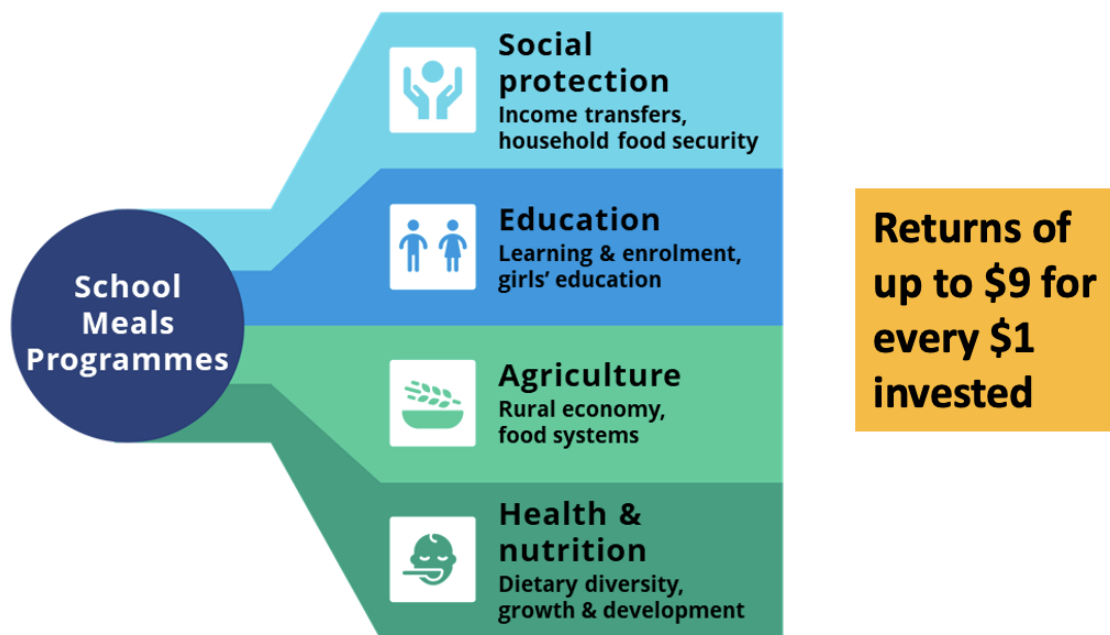 School
Meals
Programmes
Social
protection
Income transfers,
household food security
Education
Learning & enrolment,
girls’ education
Agriculture
Rural economy,
food systems
Health &
nutrition
Dietary diversity,
growth & development
Returns of
up to $9 for
every $1
invested